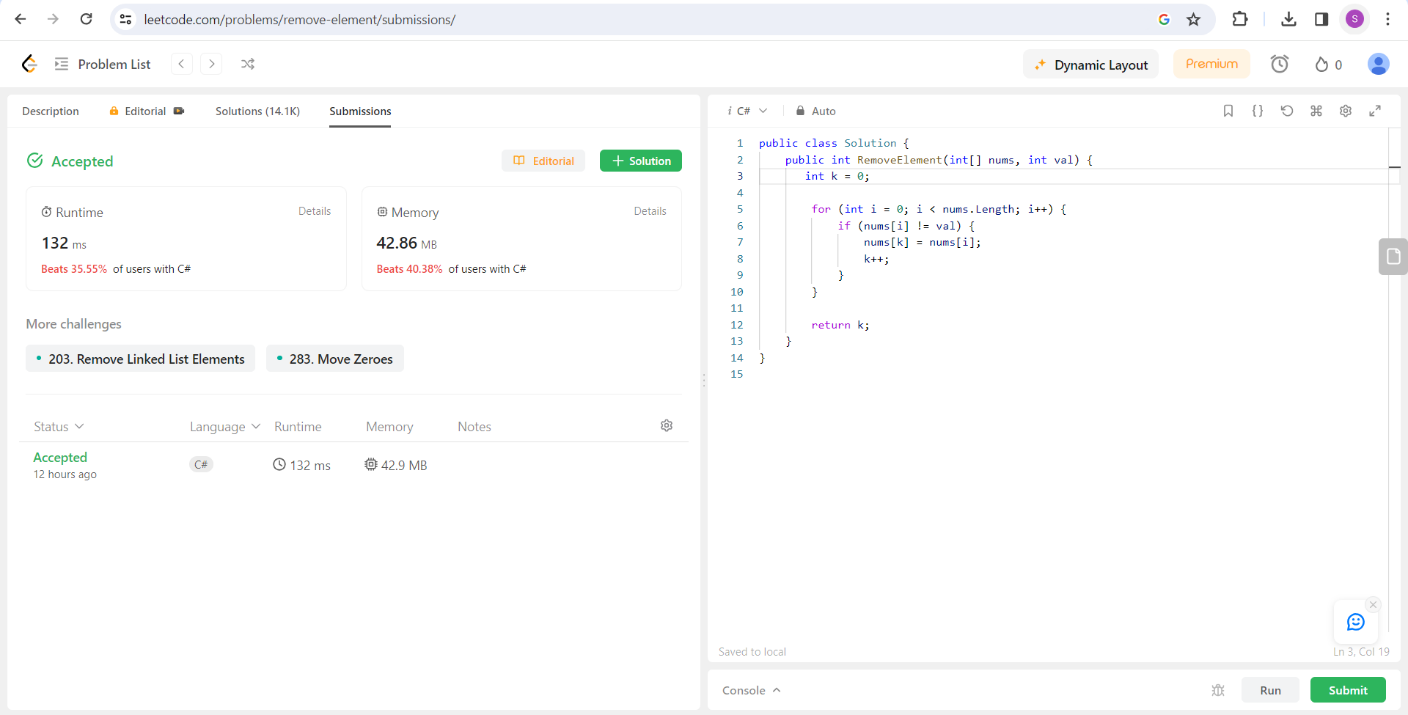 leetcode.com/problems/remove-element/submissions/
S
Problem List
Dynamic Layout
Premium
0
Description
Editorial
Solutions (14.1K)
Submissions
Accepted
Editorial
+ Solution
Runtime
Details
132 ms
Beats 35.55% of users with C#
Memory
Details
42.86 MB
Beats 40.38% of users with C#
More challenges
203. Remove Linked List Elements
283. Move Zeroes
Status
Language
Runtime
Memory
Notes
Accepted
12 hours ago
C#
132 ms
42.9 MB
i C#
Auto
{}
1 public class Solution {
2 public int RemoveElement(int[] nums, int val) {
3 int k = 0;
4
5 for (int i = 0; i < nums.Length; i++) {
6 if (nums[i] != val) {
7 nums[k] = nums[i];
8 k++;
9 }
10 }
11
12 return k;
13 }
14 }
15
Saved to local
Ln 3, Col 19
Console
Run
Submit